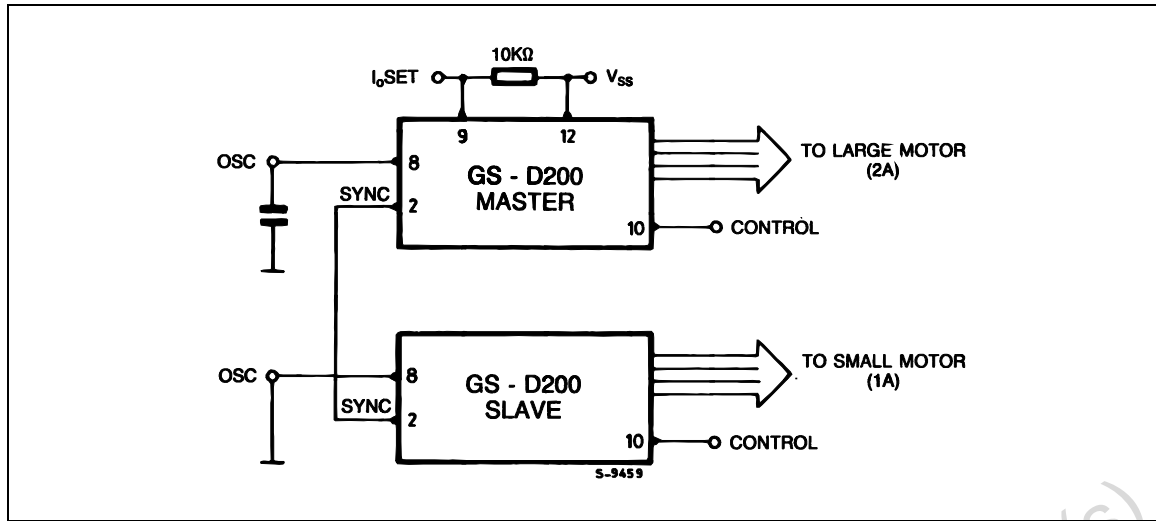 10KΩ
IoSET
Vss
9
12
OSC
8
GS - D200
MASTER
TO LARGE MOTOR
(2A)
SYNC
2
10
CONTROL
OSC
8
GS - D200
SLAVE
TO SMALL MOTOR
(1A)
SYNC
2
10
CONTROL
S-9459